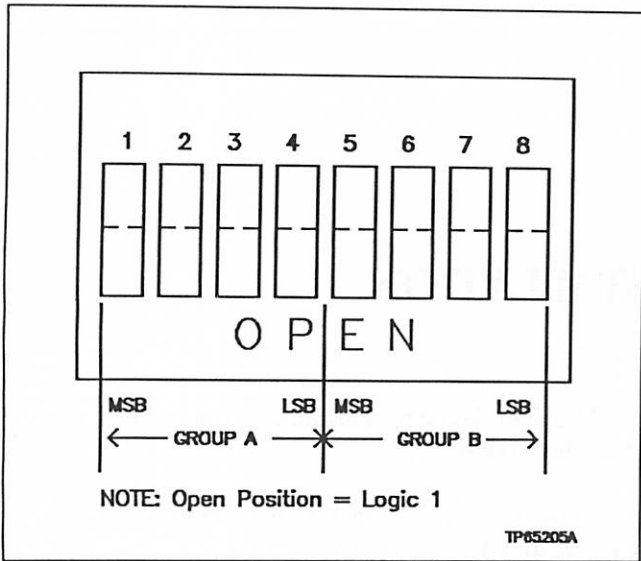 1 2 3 4 5 6 7 8
OPEN
MSB LSB MSB LSB
GROUP A GROUP B
NOTE: Open Position = Logic 1
TP65205A